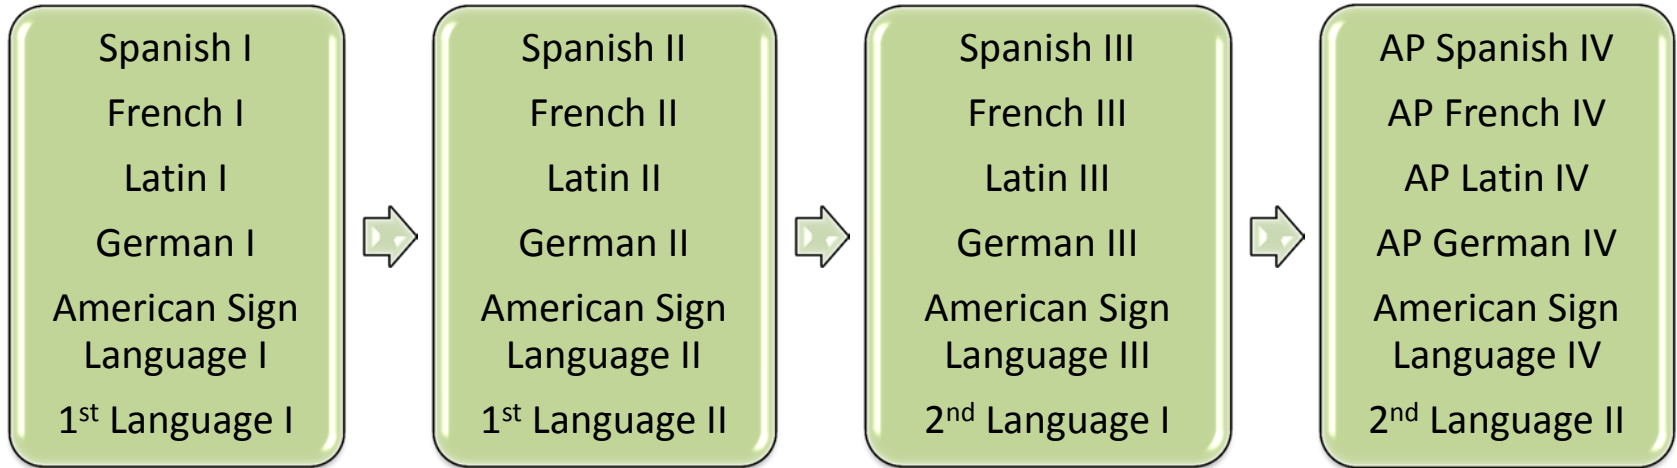 Spanish I
French I
Latin I
German I
American Sign
Language I
1st Language I
Spanish II
French II
Latin II
German II
American Sign
Language II
1st Language II
Spanish III
French III
Latin III
German III
American Sign
Language III
2nd Language I
AP Spanish IV
AP French IV
AP Latin IV
AP German IV
American Sign
Language IV
2nd Language II